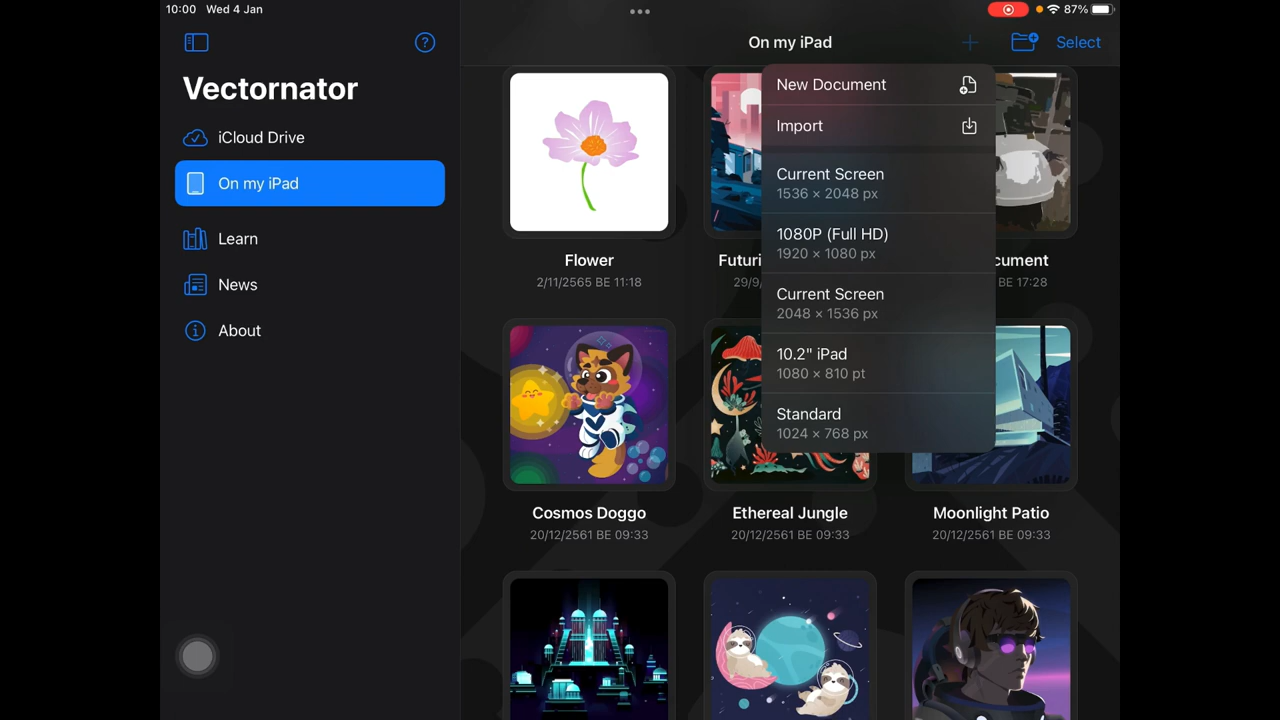 10:00 Wed 4 Jan
87%
Vectornator
iCloud Drive
On my iPad
Learn
News
About
On my iPad
Select
New Document
Import
Current Screen
1536 × 2048 px
1080P (Full HD)
1920 × 1080 px
Current Screen
2048 × 1536 px
10.2" iPad
1080 × 810 pt
Standard
1024 × 768 px
Flower
2/11/2565 BE 11:18
Futuri
29/9/
cument
BE 17:28
Cosmos Doggo
20/12/2561 BE 09:33
Ethereal Jungle
20/12/2561 BE 09:33
Moonlight Patio
20/12/2561 BE 09:33